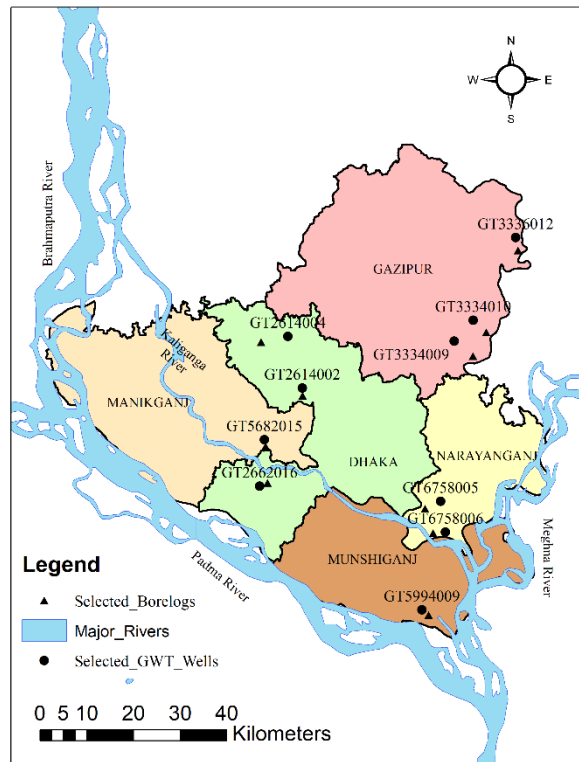 N
W E
S
Brahmaputra River
GT3336012
GAZIPUR
GT3334010
GT2614004
GT3334009
Kaliganga
River
GT2614002
MANIKGANJ
GT5682015
DHAKA
NARAYANGANJ
GT2662016
GT6758005
GT6758006
Meghna River
MUNSHIGANJ
Padma River
GT5994009
Legend
Selected_Borelogs
Major_Rivers
Selected_GWT_Wells
0 5 10 20 30 40
Kilometers